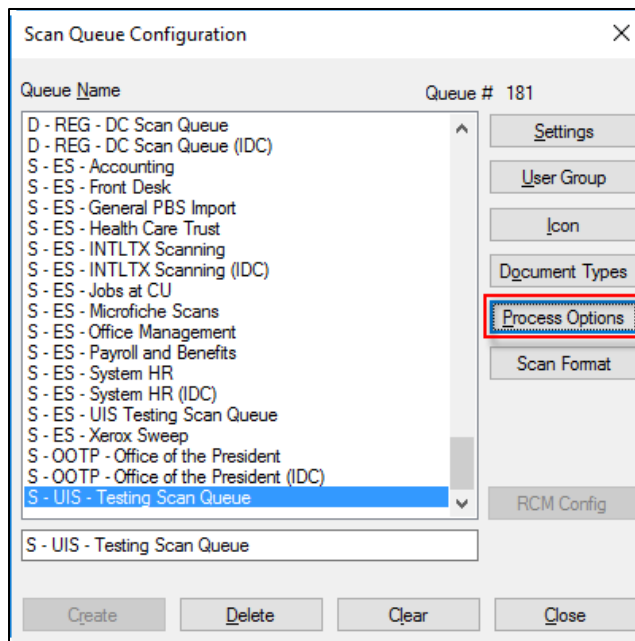 Scan Queue Configuration
Queue Name
Queue # 181
D - REG - DC Scan Queue
D - REG - DC Scan Queue (IDC)
S - ES - Accounting
S - ES - Front Desk
S - ES - General PBS Import
S - ES - Health Care Trust
S - ES - INTLTX Scanning
S - ES - INTLTX Scanning (IDC)
S - ES - Jobs at CU
S - ES - Microfiche Scans
S - ES - Office Management
S - ES - Payroll and Benefits
S - ES - System HR
S - ES - System HR (IDC)
S - ES - UIS Testing Scan Queue
S - ES - Xerox Sweep
S - OOTP - Office of the President
S - OOTP - Office of the President (IDC)
S - UIS - Testing Scan Queue
S - UIS - Testing Scan Queue
Settings
User Group
Icon
Document Types
Process Options
Scan Format
RCM Config
Create
Delete
Clear
Close